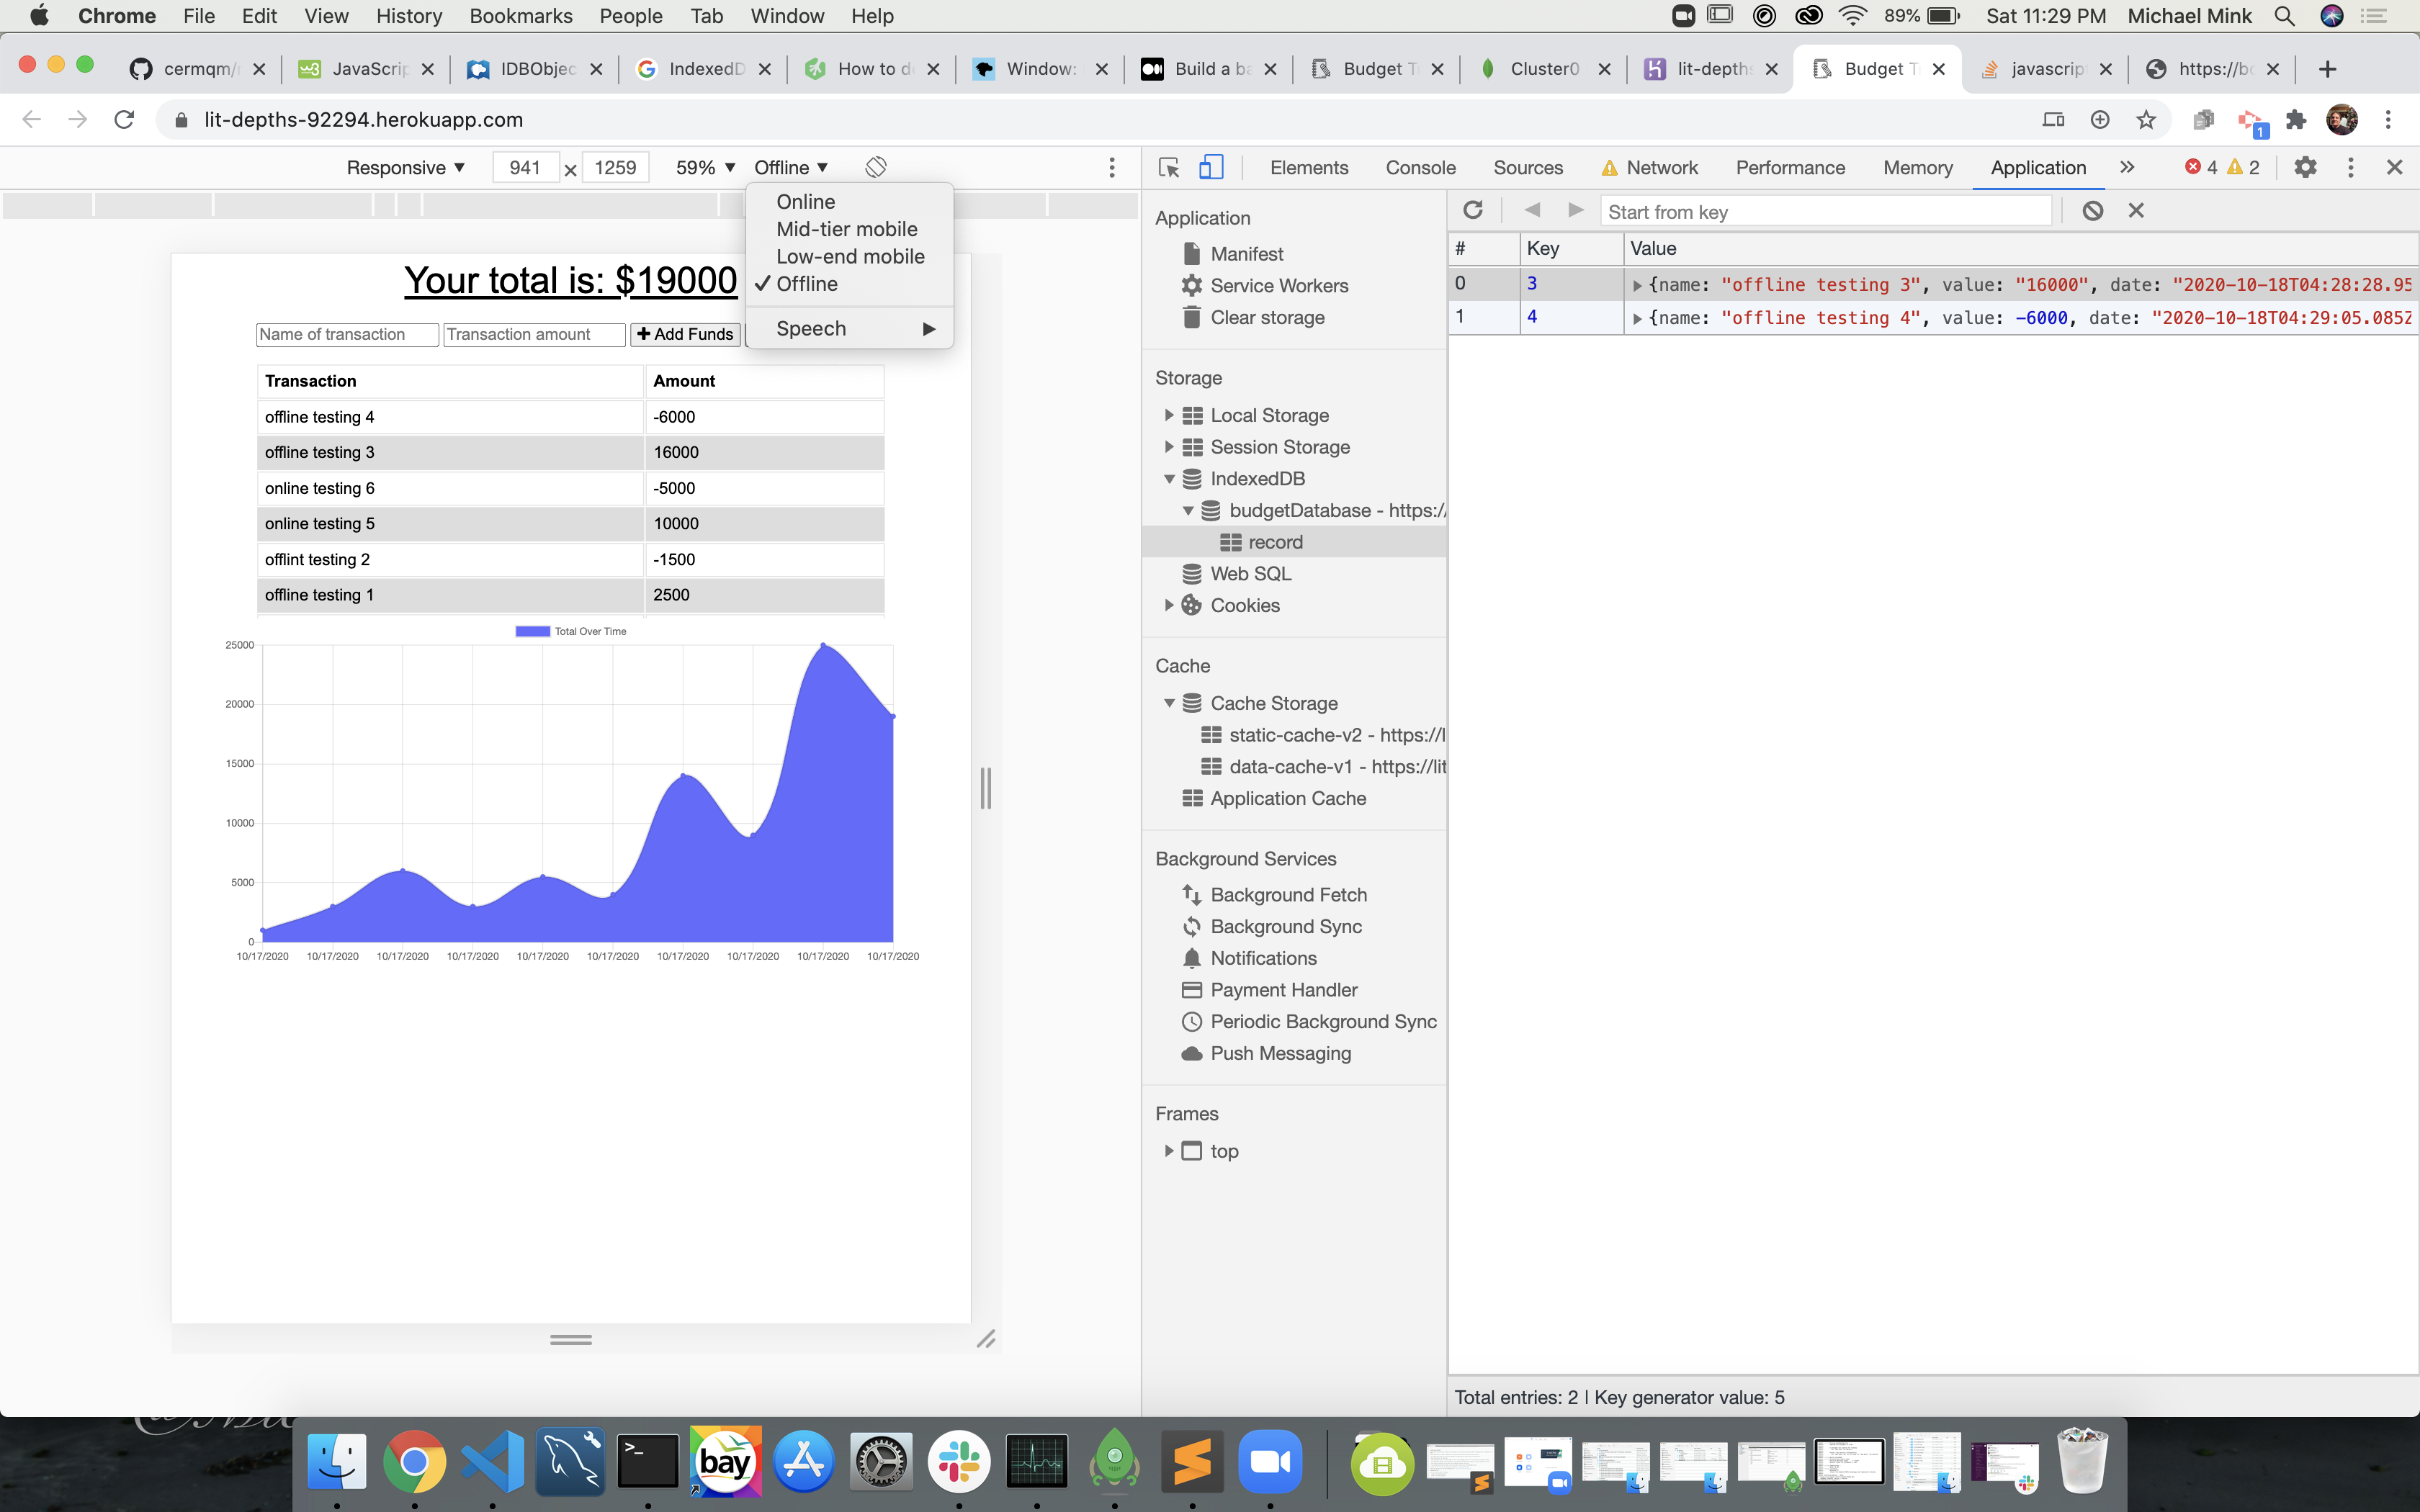 Chrome File Edit View History Bookmarks People Tab Window Help 89% Sat 11:29 PM Michael Mink
cermqm/ JavaScrip IDBObjec IndexedD How to d Window: Build a ba Budget T Cluster0 lit-depths Budget T javascrip https://bo
lit-depths-92294.herokuapp.com 1
Responsive 941 × 1259 59% Offline
Elements Console Sources Network Performance Memory Application 4 2
Online
Mid-tier mobile
Low-end mobile
Offline
Speech
Your total is: $19000
Name of transaction Transaction amount Add Funds
Transaction Amount
offline testing 4 -6000
offline testing 3 16000
online testing 6 -5000
online testing 5 10000
offlint testing 2 -1500
offline testing 1 2500
Total Over Time
25000
20000
15000
10000
5000
0
10/17/2020 10/17/2020 10/17/2020 10/17/2020 10/17/2020 10/17/2020 10/17/2020 10/17/2020 10/17/2020 10/17/2020
Application
Manifest
Service Workers
Clear storage
Storage
Local Storage
Session Storage
IndexedDB
budgetDatabase - https:/
record
Web SQL
Cookies
Cache
Cache Storage
static-cache-v2 - https://l
data-cache-v1 - https://lit
Application Cache
Background Services
Background Fetch
Background Sync
Notifications
Payment Handler
Periodic Background Sync
Push Messaging
Frames
top
Start from key
# Key Value
0 3 {name: "offline testing 3", value: "16000", date: "2020-10-18T04:28:28.95
1 4 {name: "offline testing 4", value: -6000, date: "2020-10-18T04:29:05.085Z
Total entries: 2 | Key generator value: 5
bay